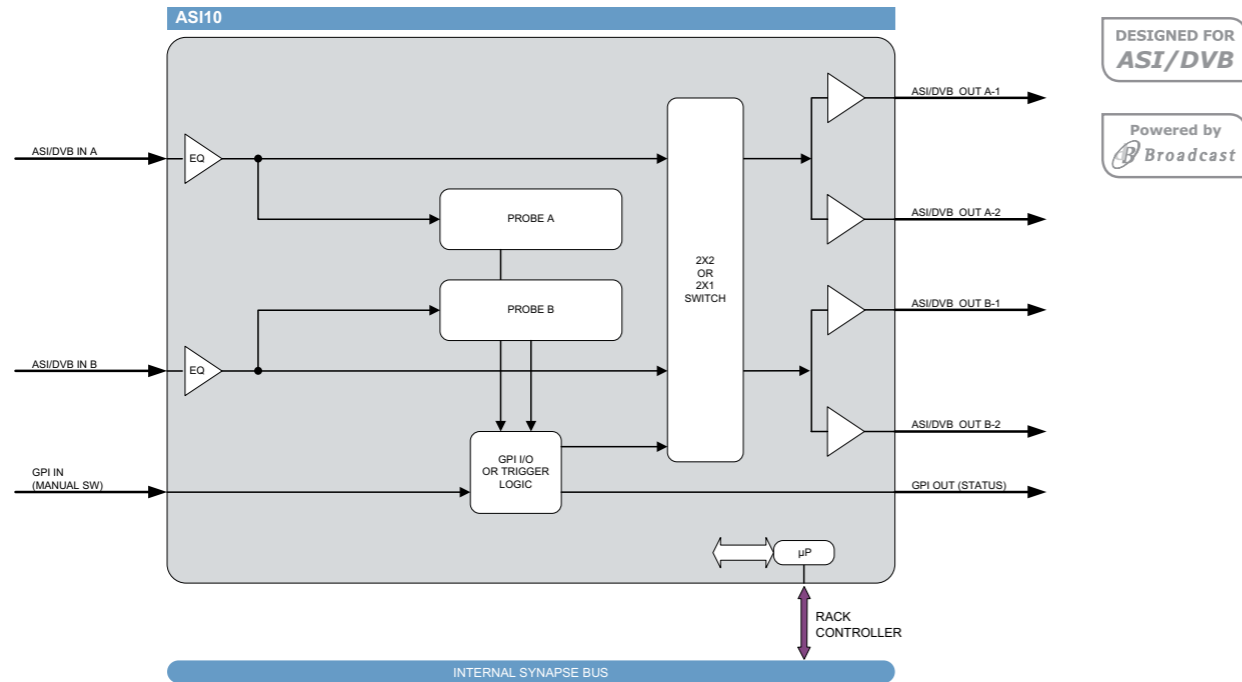 ASI10
DESIGNED FOR
ASI/DVB
Powered by
Broadcast
ASI/DVB IN A
EQ
PROBE A
PROBE B
ASI/DVB IN B
EQ
GPI IN
(MANUAL SW)
GPI I/O
OR TRIGGER
LOGIC
2X2
OR
2X1
SWITCH
ASI/DVB OUT A-1
ASI/DVB OUT A-2
ASI/DVB OUT B-1
ASI/DVB OUT B-2
GPI OUT (STATUS)
µP
RACK
CONTROLLER
INTERNAL SYNAPSE BUS